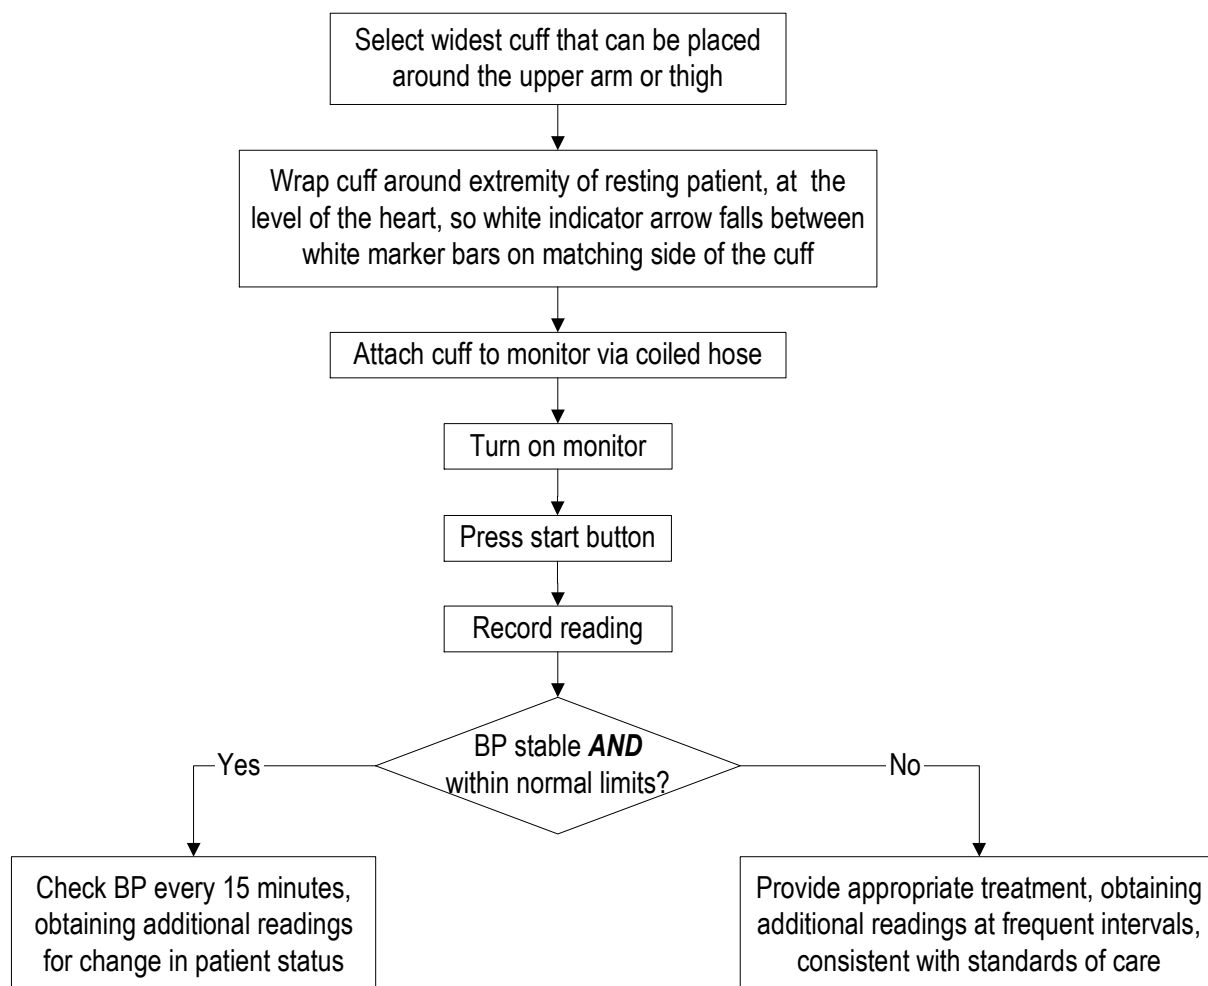 Select widest cuff that can be placed
around the upper arm or thigh
Wrap cuff around extremity of resting patient, at the
level of the heart, so white indicator arrow falls between
white marker bars on matching side of the cuff
Attach cuff to monitor via coiled hose
Turn on monitor
Press start button
Record reading
BP stable AND
within normal limits?
Yes
No
Check BP every 15 minutes,
obtaining additional readings
for change in patient status
Provide appropriate treatment, obtaining
additional readings at frequent intervals,
consistent with standards of care